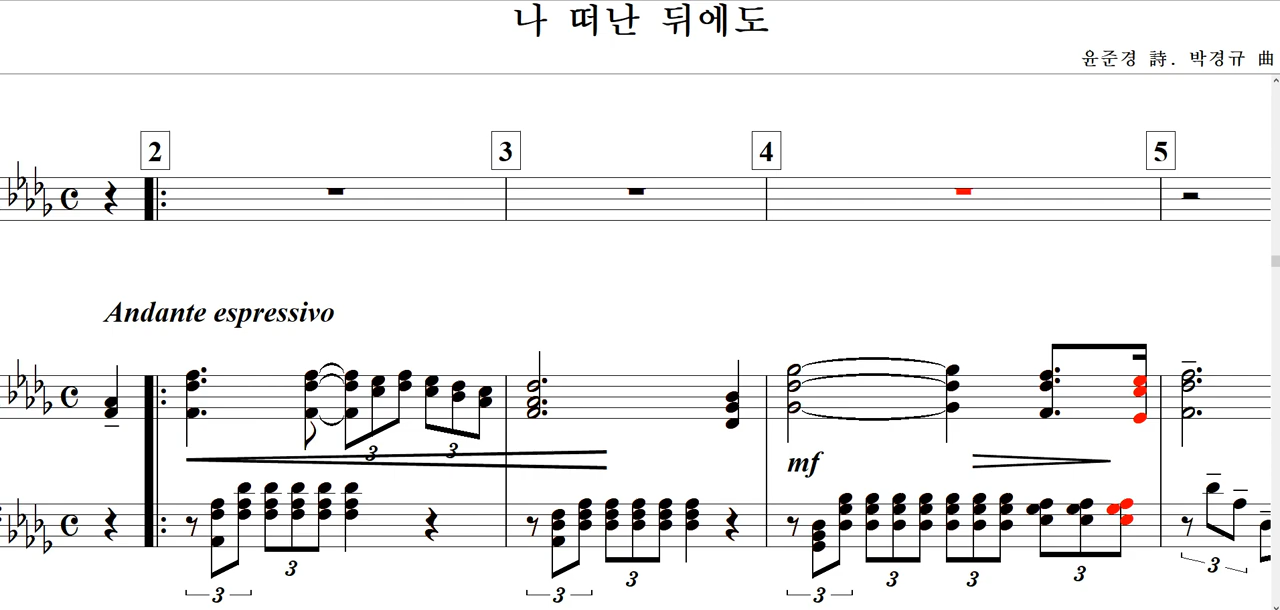 나 떠난 뒤에도
윤준경 詩. 박경규 曲
2 3 4 5
Andante espressivo
3 3
mf
3 3 3 3 3 3 3 3 3